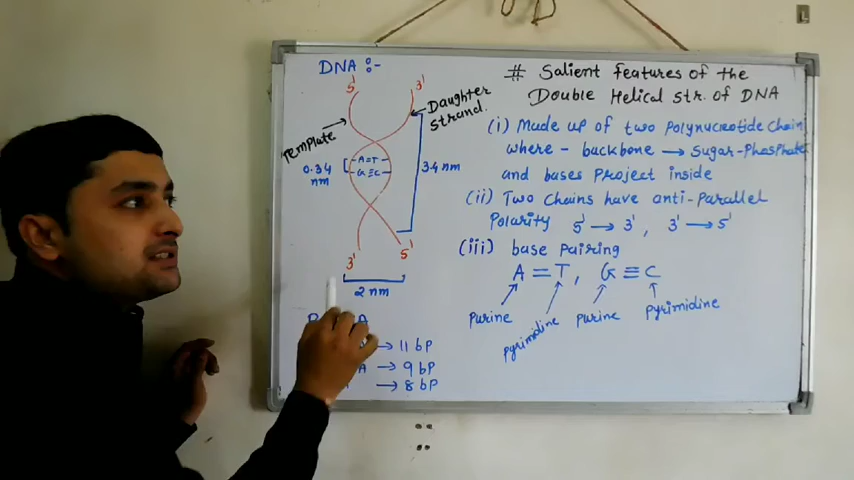 DNA :-
5'
3'
Daughter
strand.
Template
0.34
nm
A=T
G≡C
3.4 nm
3'
5'
2 nm
→ 11 bP
→ 9 bP
→ 8 bP
# Salient features of the
Double Helical str. of DNA
(i) Made up of two Polynucleotide Chain
where - backbone → Sugar-Phosphate
and bases Project inside
(ii) Two Chains have anti-Parallel
Polarity 5' → 3', 3' → 5'
(iii) base Pairing
A = T, G ≡ C
Purine
Pyrimidine
Purine
Pyrimidine